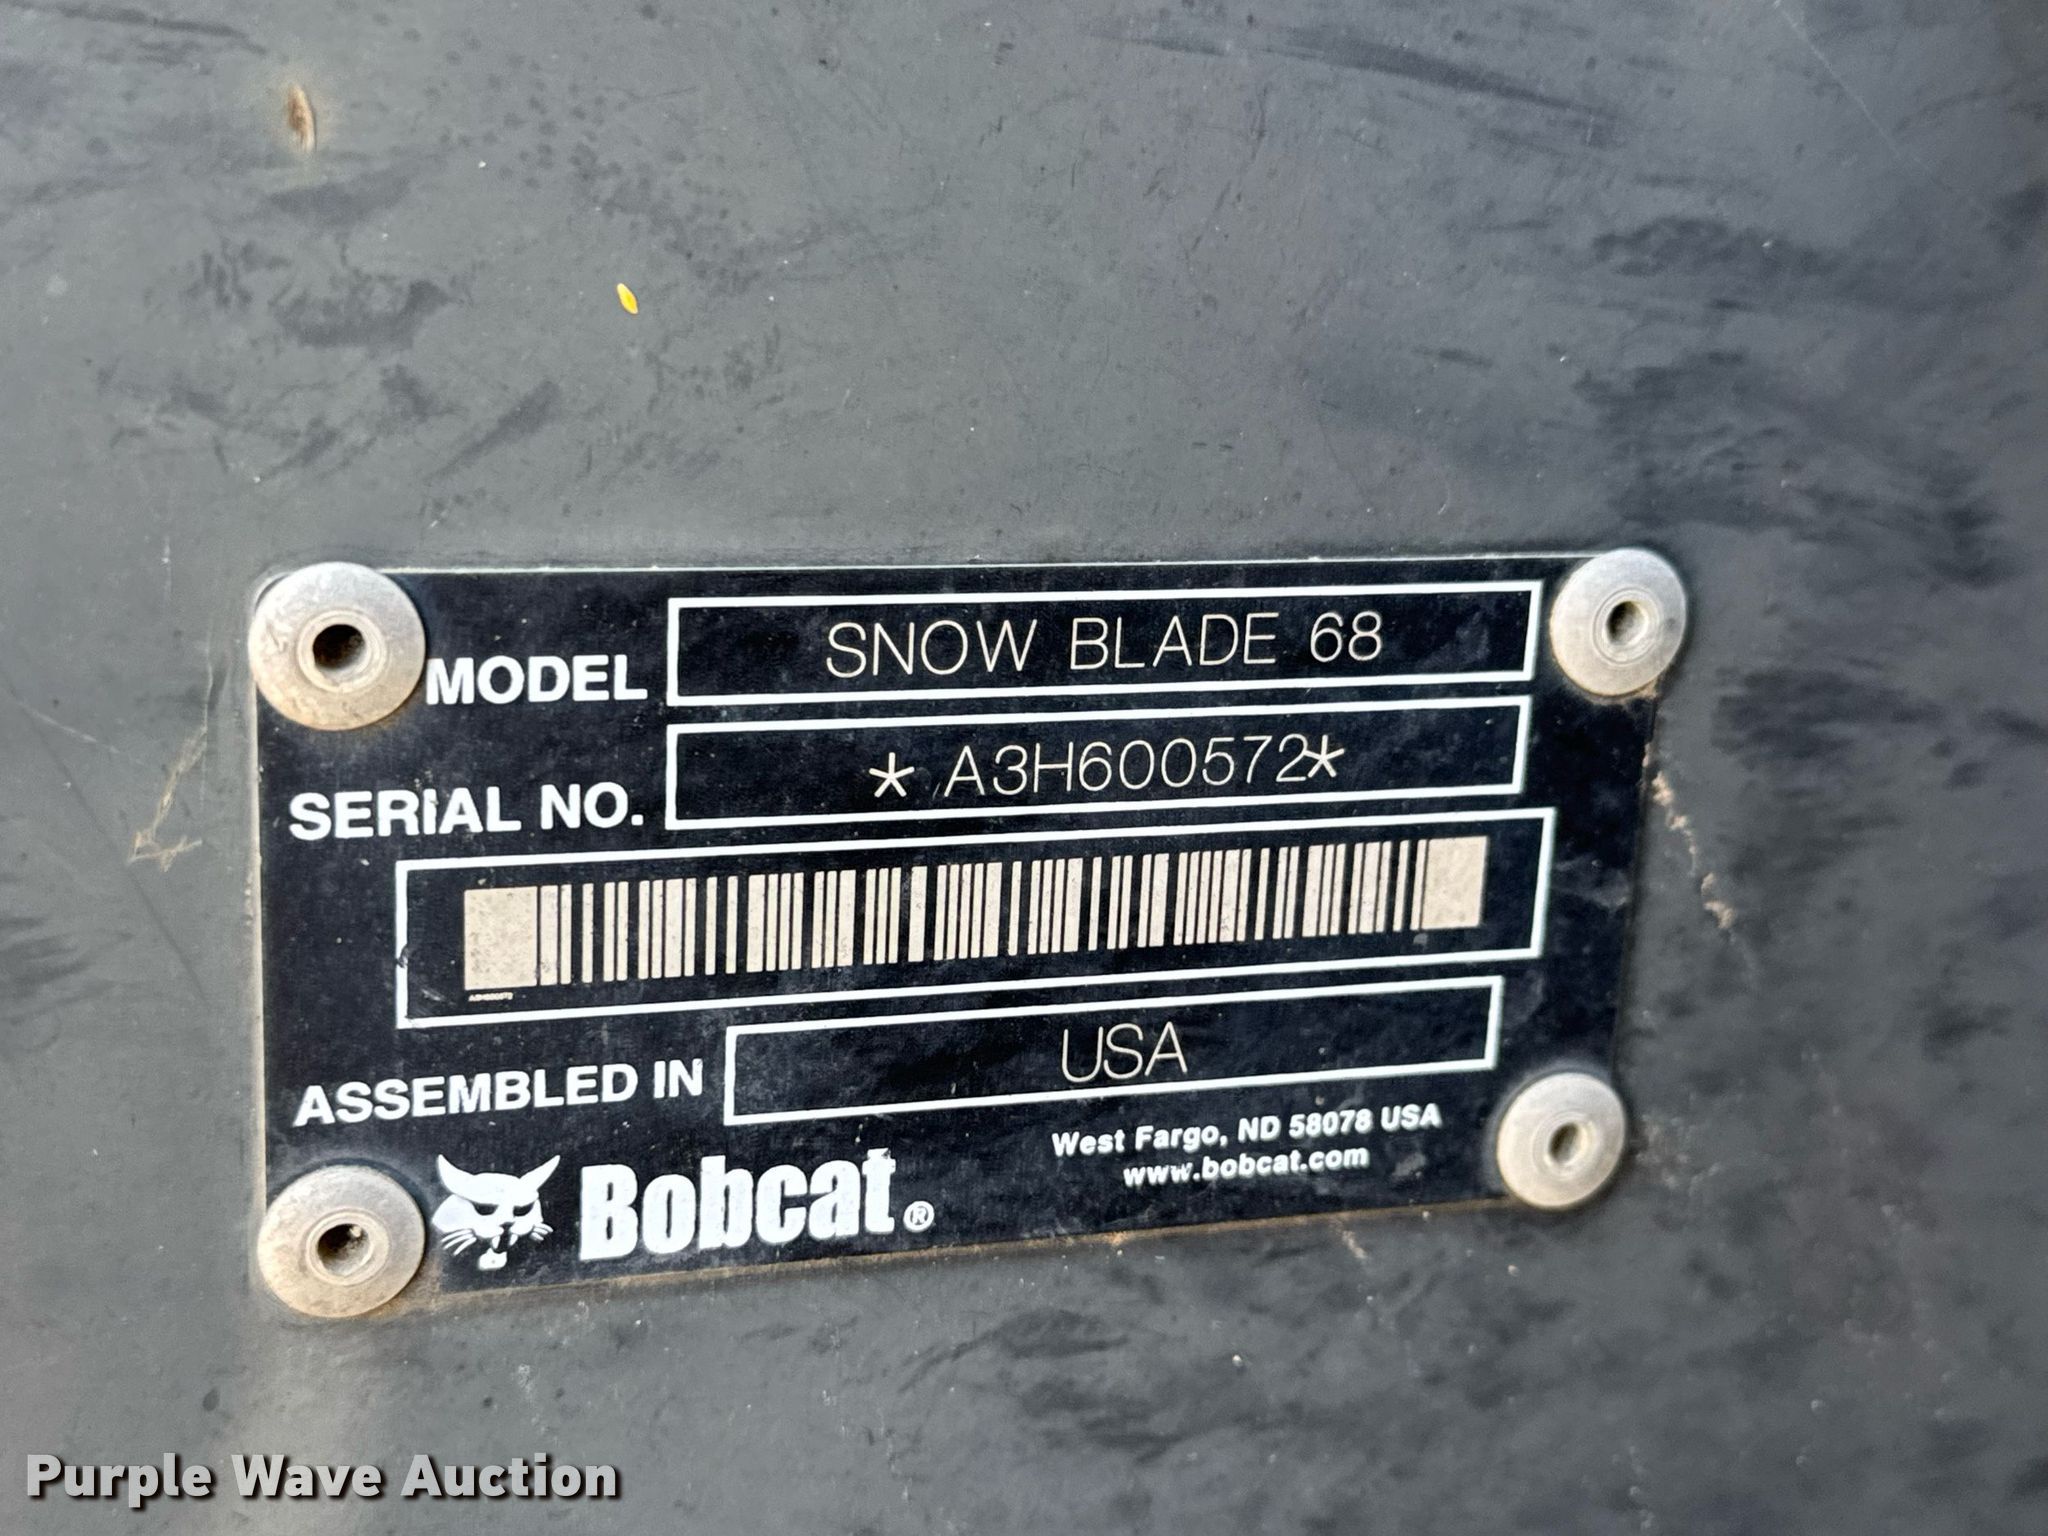 MODEL SNOW BLADE 68
SERIAL NO. * A3H600572*
A3H600572
ASSEMBLED IN USA
West Fargo, ND 58078 USA
www.bobcat.com
Bobcat®
Purple Wave Auction